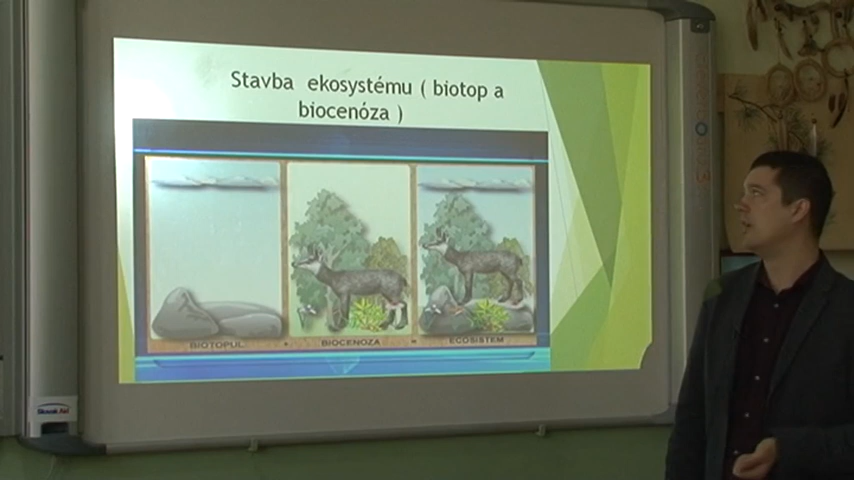 Stavba ekosystému ( biotop a
biocenóza )
BIOTOPUL + BIOCENOZA = ECOSISTEM